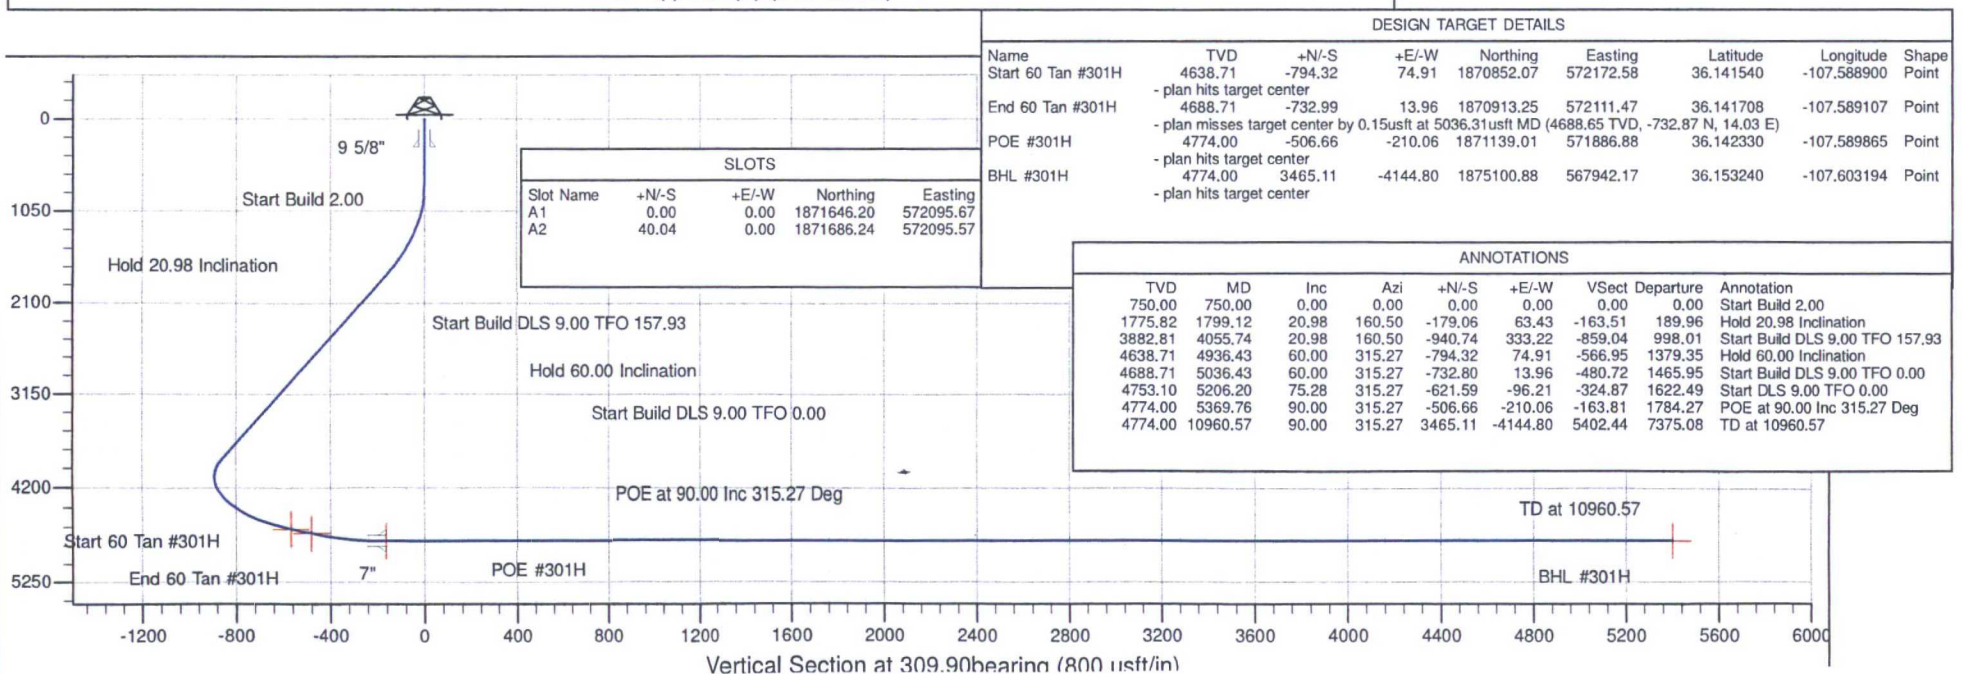 DESIGN TARGET DETAILS
Name TVD +N/-S +E/-W Northing Easting Latitude Longitude Shape
Start 60 Tan #301H 4638.71 -794.32 74.91 1870852.07 572172.58 36.141540 -107.588900 Point
- plan hits target center
End 60 Tan #301H 4688.71 -732.99 13.96 1870913.25 572111.47 36.141708 -107.589107 Point
- plan misses target center by 0.15usft at 5036.31usft MD (4688.65 TVD, -732.87 N, 14.03 E)
POE #301H 4774.00 -506.66 -210.06 1871139.01 571886.88 36.142330 -107.589865 Point
- plan hits target center
BHL #301H 4774.00 3465.11 -4144.80 1875100.88 567942.17 36.153240 -107.603194 Point
- plan hits target center
SLOTS
Slot Name +N/-S +E/-W Northing Easting
A1 0.00 0.00 1871646.20 572095.67
A2 40.04 0.00 1871686.24 572095.57
ANNOTATIONS
TVD MD Inc Azi +N/-S +E/-W VSect Departure Annotation
750.00 750.00 0.00 0.00 0.00 0.00 0.00 0.00 Start Build 2.00
1775.82 1799.12 20.98 160.50 -179.06 63.43 -163.51 189.96 Hold 20.98 Inclination
3882.81 4055.74 20.98 160.50 -940.74 333.22 -859.04 998.01 Start Build DLS 9.00 TFO 157.93
4638.71 4936.43 60.00 315.27 -794.32 74.91 -566.95 1379.35 Hold 60.00 Inclination
4688.71 5036.43 60.00 315.27 -732.80 13.96 -480.72 1465.95 Start Build DLS 9.00 TFO 0.00
4753.10 5206.20 75.28 315.27 -621.59 -96.21 -324.87 1622.49 Start DLS 9.00 TFO 0.00
4774.00 5369.76 90.00 315.27 -506.66 -210.06 -163.81 1784.27 POE at 90.00 Inc 315.27 Deg
4774.00 10960.57 90.00 315.27 3465.11 -4144.80 5402.44 7375.08 TD at 10960.57
0
1050
2100
3150
4200
5250
9 5/8"
Start Build 2.00
Hold 20.98 Inclination
Start Build DLS 9.00 TFO 157.93
Hold 60.00 Inclination
Start Build DLS 9.00 TFO 0.00
POE at 90.00 Inc 315.27 Deg
TD at 10960.57
Start 60 Tan #301H
End 60 Tan #301H
7"
POE #301H
BHL #301H
-1200 -800 -400 0 400 800 1200 1600 2000 2400 2800 3200 3600 4000 4400 4800 5200 5600 6000
Vertical Section at 309.90bearing (800 usft/in)